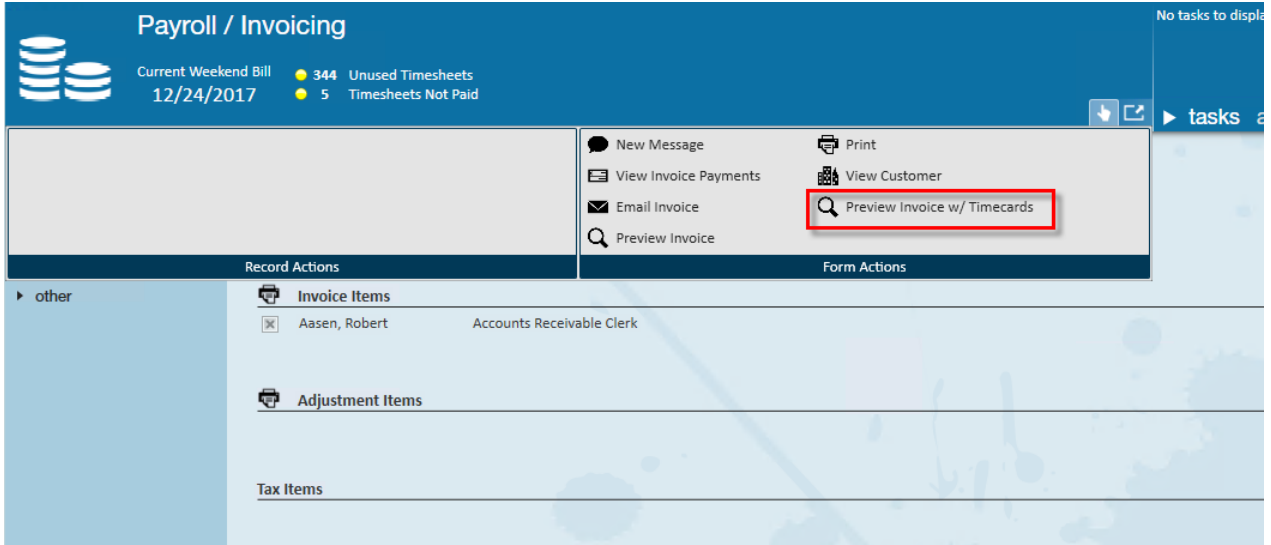 Payroll / Invoicing
No tasks to displa
Current Weekend Bill
12/24/2017
344 Unused Timesheets
5 Timesheets Not Paid
tasks a
New Message
Print
View Invoice Payments
View Customer
Email Invoice
Preview Invoice w/ Timecards
Preview Invoice
Record Actions
Form Actions
other
Invoice Items
Aasen, Robert
Accounts Receivable Clerk
Adjustment Items
Tax Items